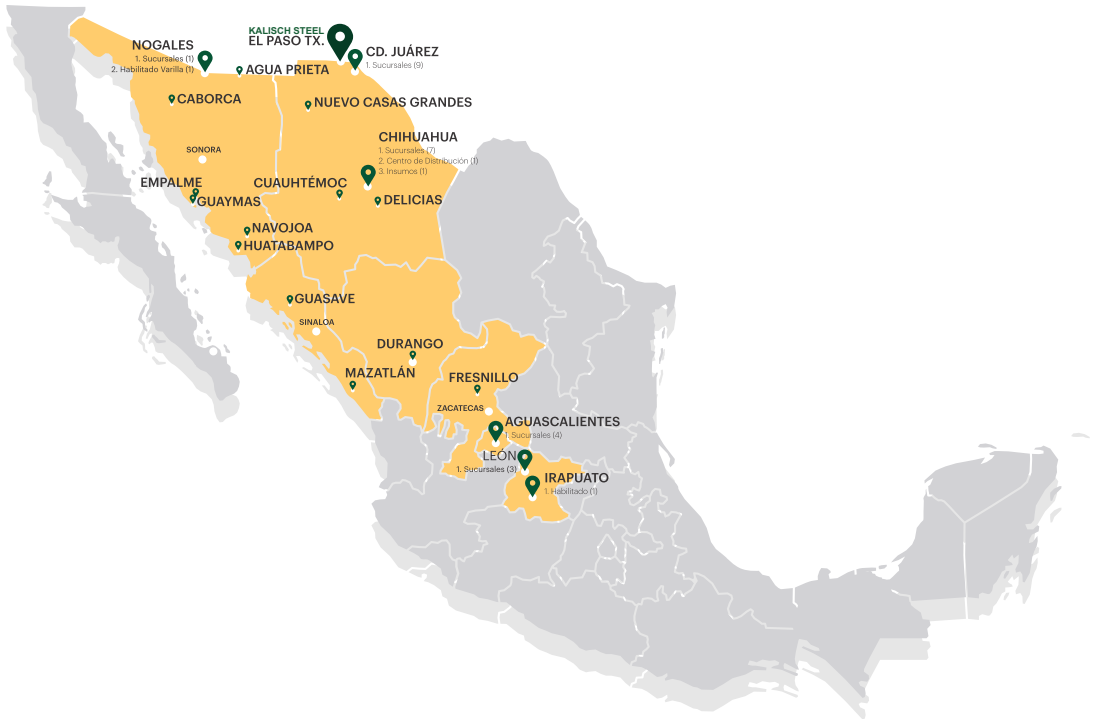 KALISCH STEEL
EL PASO TX.
NOGALES
1. Sucursales (1)
2. Habilitado Varilla (1)
CD. JUÁREZ
1. Sucursales (9)
AGUA PRIETA
CABORCA
NUEVO CASAS GRANDES
CHIHUAHUA
1. Sucursales (7)
2. Centro de Distribución (1)
3. Insumos (1)
SONORA
EMPALME
GUAYMAS
CUAUHTÉMOC
DELICIAS
NAVOJOA
HUATABAMPO
GUASAVE
SINALOA
DURANGO
MAZATLÁN
FRESNILLO
ZACATECAS
AGUASCALIENTES
1. Sucursales (4)
LEÓN
1. Sucursales (3)
IRAPUATO
1. Habilitado (1)